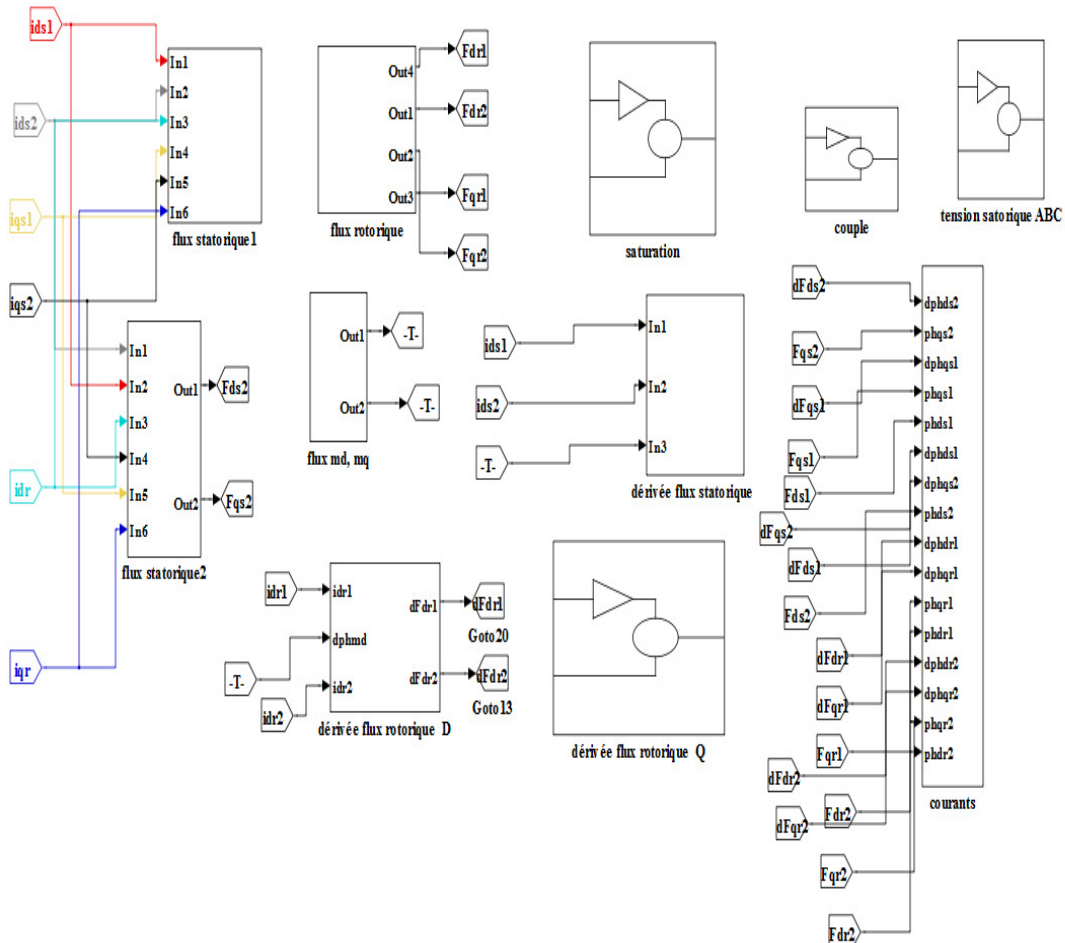 ids1
ids2
iqs1
iqs2
idr
iqr
In1
In2
In3
In4
In5
In6
flux statorique1
In1
In2
In3
In4
In5
In6
Out1
Out2
flux statorique2
Fds2
Fqs2
Out4
Out1
Out2
Out3
flux rotorique
Fdr1
Fdr2
Fqr1
Fqr2
saturation
couple
tension satorique ABC
Out1
Out2
flux md, mq
-T-
-T-
ids1
ids2
-T-
In1
In2
In3
dérivée flux statorique
idr1
-T-
idr2
idr1
dphmd
idr2
dFdr1
dFdr2
dérivée flux rotorique D
dFdr1
Goto20
dFdr2
Goto13
dérivée flux rotorique Q
dFds2
Fqs2
dFqs1
Fqs1
Fds1
dFqs2
dFds1
Fds2
dFdr1
dFqr1
Fqr1
dFdr2
Fdr2
dFqr2
Fqr2
Fdr2
dphds2
phqs2
dphqs1
phqs1
phds1
dphds1
dphqs2
phds2
dphdr1
dphqr1
phqr1
phdr1
dphdr2
dphqr2
phqr2
phdr2
courants